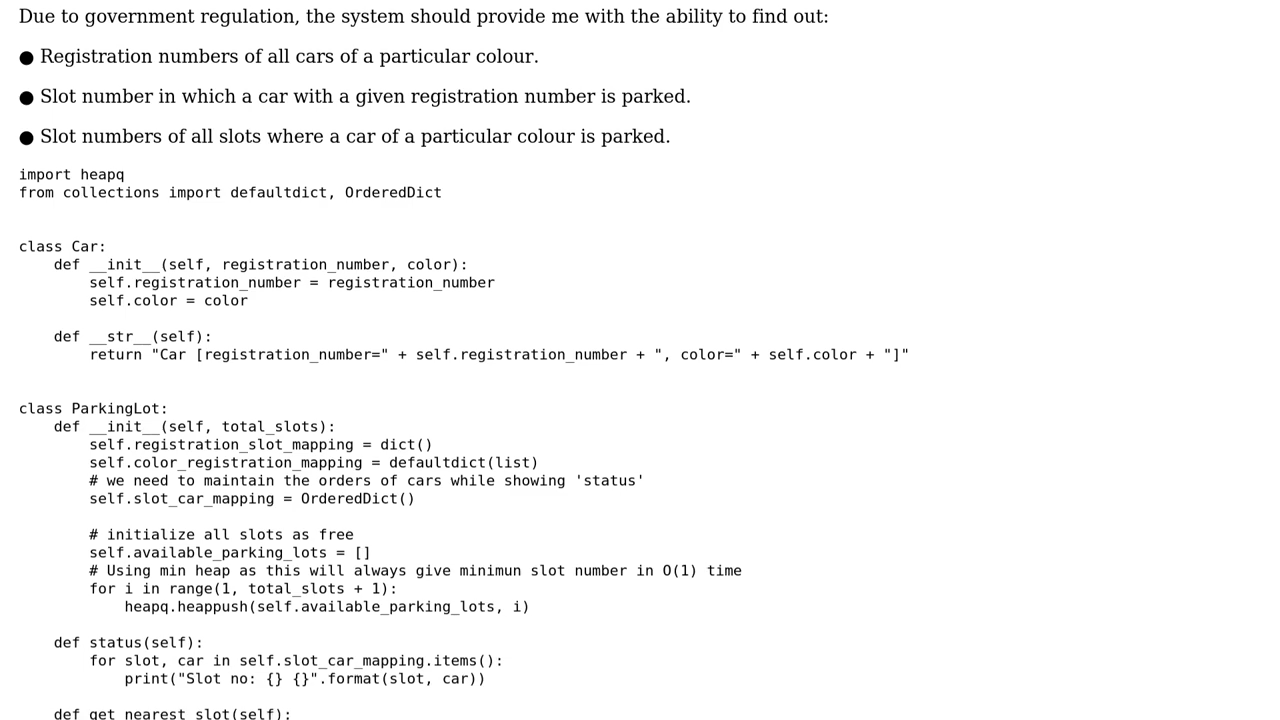 Due to government regulation, the system should provide me with the ability to find out:
● Registration numbers of all cars of a particular colour.
● Slot number in which a car with a given registration number is parked.
● Slot numbers of all slots where a car of a particular colour is parked.
import heapq
from collections import defaultdict, OrderedDict
class Car:
    def __init__(self, registration_number, color):
        self.registration_number = registration_number
        self.color = color
    def __str__(self):
        return "Car [registration_number=" + self.registration_number + ", color=" + self.color + "]"
class ParkingLot:
    def __init__(self, total_slots):
        self.registration_slot_mapping = dict()
        self.color_registration_mapping = defaultdict(list)
        # we need to maintain the orders of cars while showing 'status'
        self.slot_car_mapping = OrderedDict()
        # initialize all slots as free
        self.available_parking_lots = []
        # Using min heap as this will always give minimun slot number in O(1) time
        for i in range(1, total_slots + 1):
            heapq.heappush(self.available_parking_lots, i)
    def status(self):
        for slot, car in self.slot_car_mapping.items():
            print("Slot no: {} {}".format(slot, car))
    def get_nearest_slot(self):